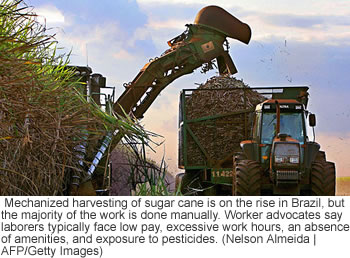 11423
Mechanized harvesting of sugar cane is on the rise in Brazil, but
the majority of the work is done manually. Worker advocates say
laborers typically face low pay, excessive work hours, an absence
of amenities, and exposure to pesticides. (Nelson Almeida |
AFP/Getty Images)